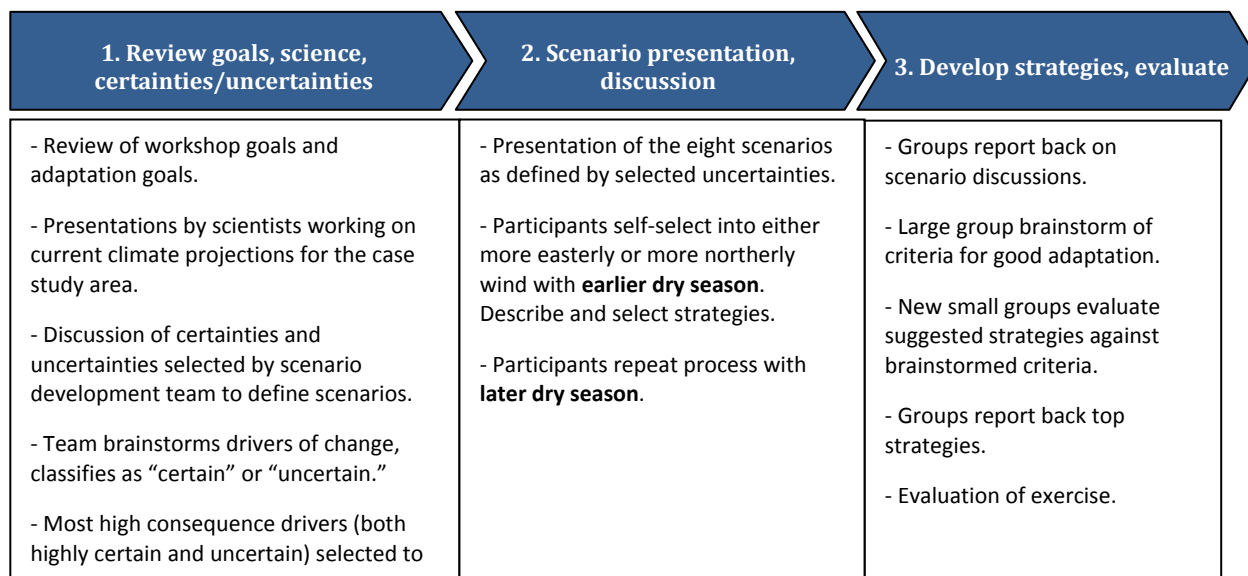 1. Review goals, science,
certainties/uncertainties
2. Scenario presentation,
discussion
3. Develop strategies, evaluate
- Review of workshop goals and
adaptation goals.
- Presentations by scientists working on
current climate projections for the case
study area.
- Discussion of certainties and
uncertainties selected by scenario
development team to define scenarios.
- Team brainstorms drivers of change,
classifies as “certain” or “uncertain.”
- Most high consequence drivers (both
highly certain and uncertain) selected to
- Presentation of the eight scenarios
as defined by selected uncertainties.
- Participants self-select into either
more easterly or more northerly
wind with earlier dry season.
Describe and select strategies.
- Participants repeat process with
later dry season.
- Groups report back on
scenario discussions.
- Large group brainstorm of
criteria for good adaptation.
- New small groups evaluate
suggested strategies against
brainstormed criteria.
- Groups report back top
strategies.
- Evaluation of exercise.